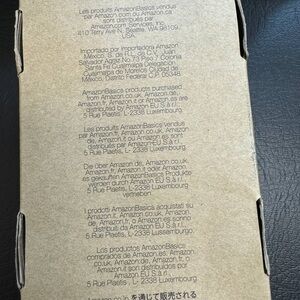 Les produits AmazonBasics vendus
par Amazon.com ou Amazon.ca
sont distribués par
Amazon.com Services, Inc.
410 Terry Ave N, Seattle, WA 98109,
USA.
Importado por Importadora Amazon
México, S. de R.L. de C.V., Juan
Salvador Agraz No.73 Piso 7 Colonia
Santa Fe Cuajimalpa Delegación
Cuajimalpa de Morelos Ciudad de
México, Distrito Federal C.P. 05348
AmazonBasics products purchased
from Amazon.co.uk, Amazon.de,
Amazon.fr, Amazon.it or Amazon.es are
distributed by Amazon EU S.à r.l.,
5 Rue Plaetis, L-2338 Luxembourg
Les produits AmazonBasics vendus
par Amazon.fr, Amazon.co.uk, Amazon.
de, Amazon.it ou Amazon.es sont
distribués par Amazon EU S.à r.l.,
5 Rue Plaetis, L-2338 Luxembourg
Die über Amazon.de, Amazon.co.uk,
Amazon.fr, Amazon.it oder Amazon.
es gekauften AmazonBasics Produkte
werden durch Amazon EU S.à r.l.,
5 Rue Plaetis, L-2338 Luxembourg
vertrieben.
I prodotti AmazonBasics acquistati su
Amazon.it, Amazon.co.uk, Amazon.
de, Amazon.fr, o Amazon.es sono
distribuiti da Amazon EU S.à r.l.,
5 Rue Plaetis, L-2338 Lussemburgo.
Los productos AmazonBasics
comprados de Amazon.es, Amazon.
co.uk, Amazon.de, Amazon.fr, o
Amazon.it son distribuidos por
Amazon EU S.à r.l.,
5 Rue Plaetis, L-2338 Luxemburgo
を通じて販売される